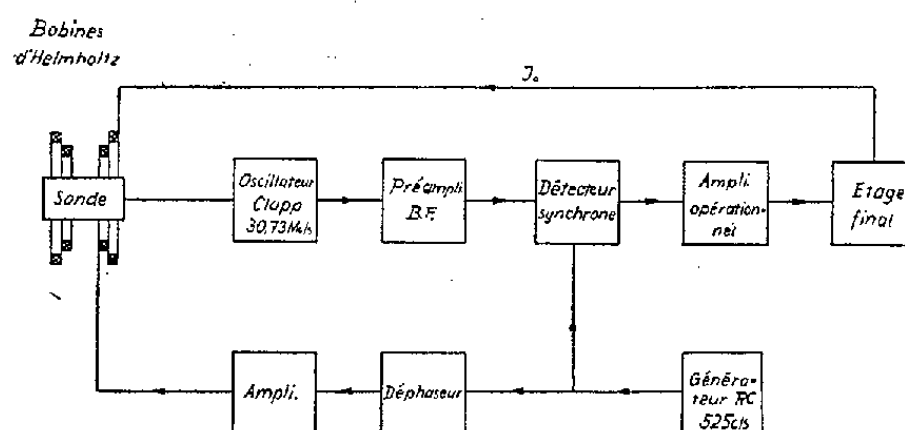 Bobines
d'Helmholtz
J₀
Sonde
Oscillateur
Clapp
30,73Mc/s
Préampli
B.F.
Détecteur
synchrone
Ampli.
opération-
nel
Etage
final
Ampli.
Déphaseur
Généra-
teur RC
525c/s